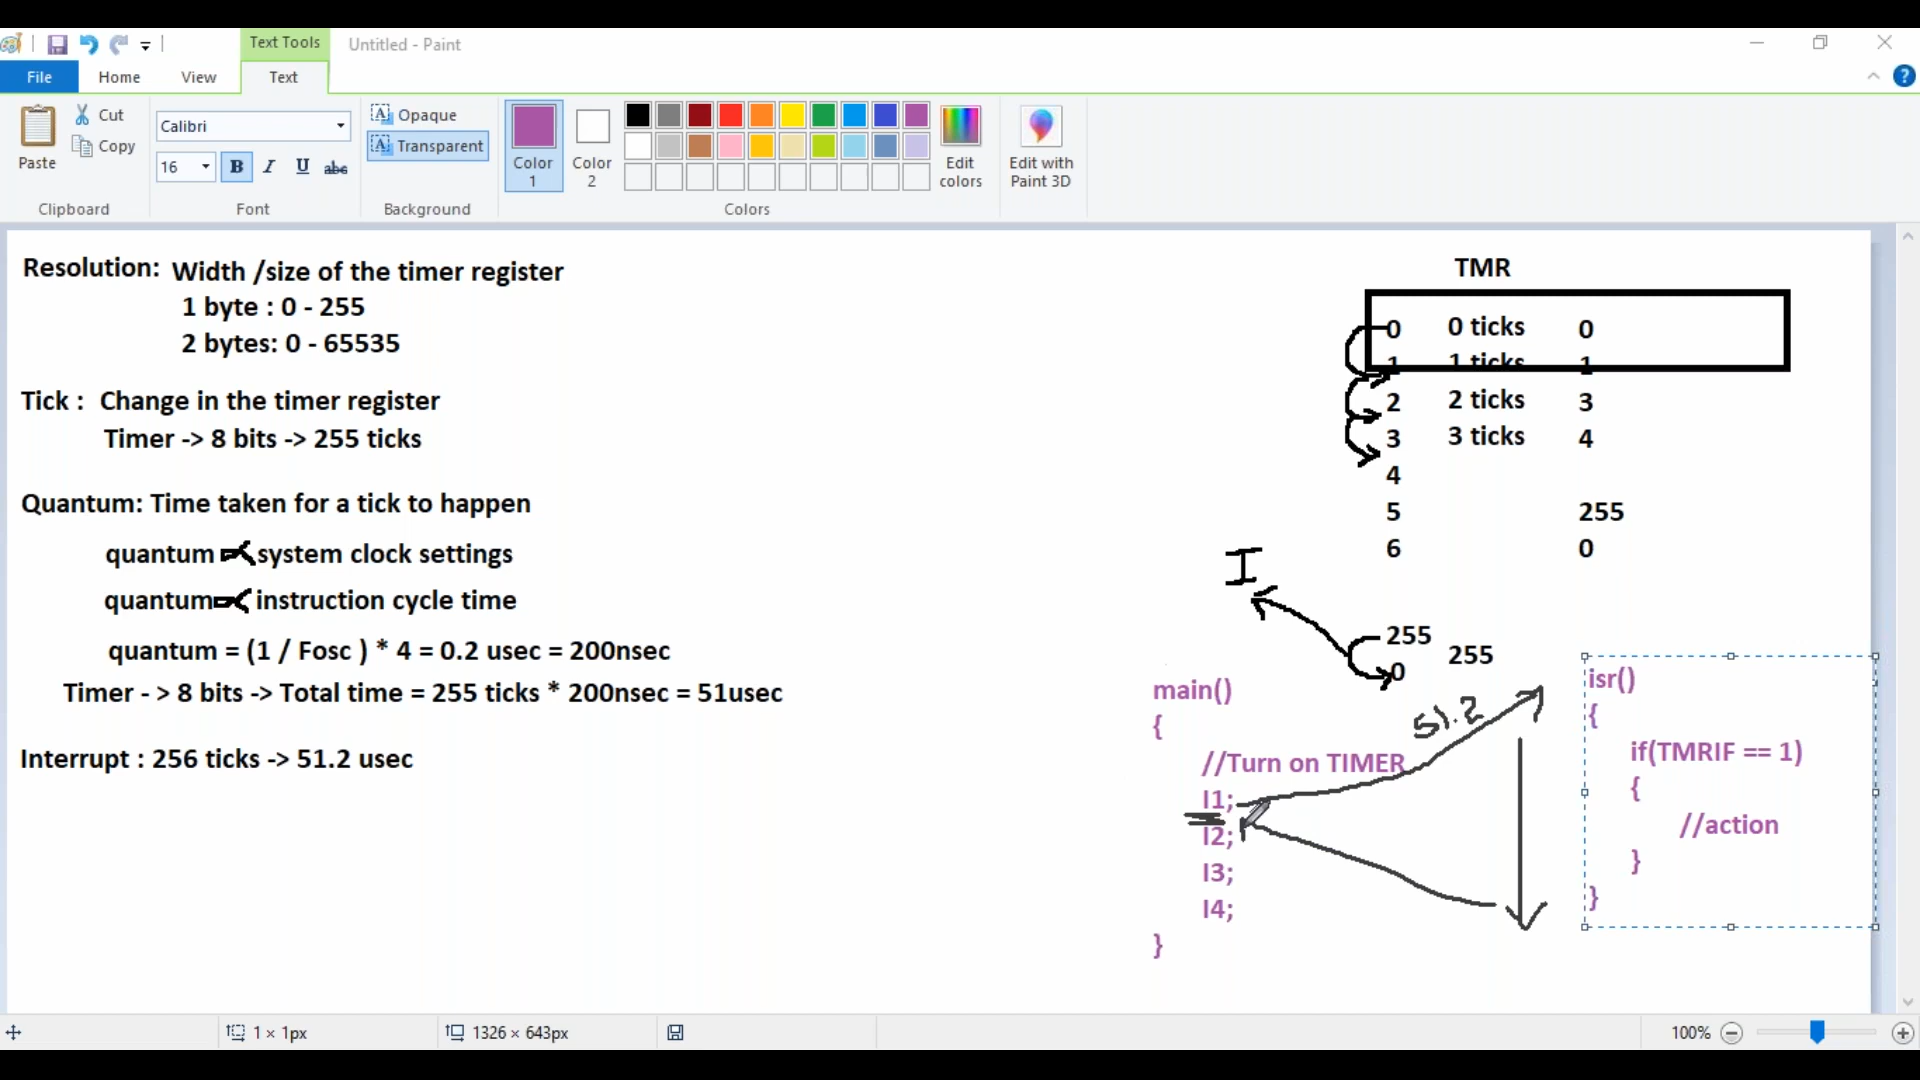 Text Tools
Untitled - Paint
File
Home
View
Text
Paste
Cut
Copy
Clipboard
Calibri
16
B I U abc
Font
Opaque
Transparent
Background
Color 1
Color 2
Edit colors
Colors
Edit with Paint 3D
Resolution: Width /size of the timer register
1 byte : 0 - 255
2 bytes: 0 - 65535
Tick : Change in the timer register
Timer -> 8 bits -> 255 ticks
Quantum: Time taken for a tick to happen
quantum ∝ system clock settings
quantum ∝ instruction cycle time
quantum = (1 / Fosc ) * 4 = 0.2 usec = 200nsec
Timer - > 8 bits -> Total time = 255 ticks * 200nsec = 51usec
Interrupt : 256 ticks -> 51.2 usec
TMR
0 0 ticks 0
1 1 ticks 1
2 2 ticks 3
3 3 ticks 4
4
5 255
6 0
I
255 255
0
main()
{
//Turn on TIMER
I1;
I2;
I3;
I4;
}
51.2
isr()
{
if(TMRIF == 1)
{
//action
}
}
1 × 1px
1326 × 643px
100%